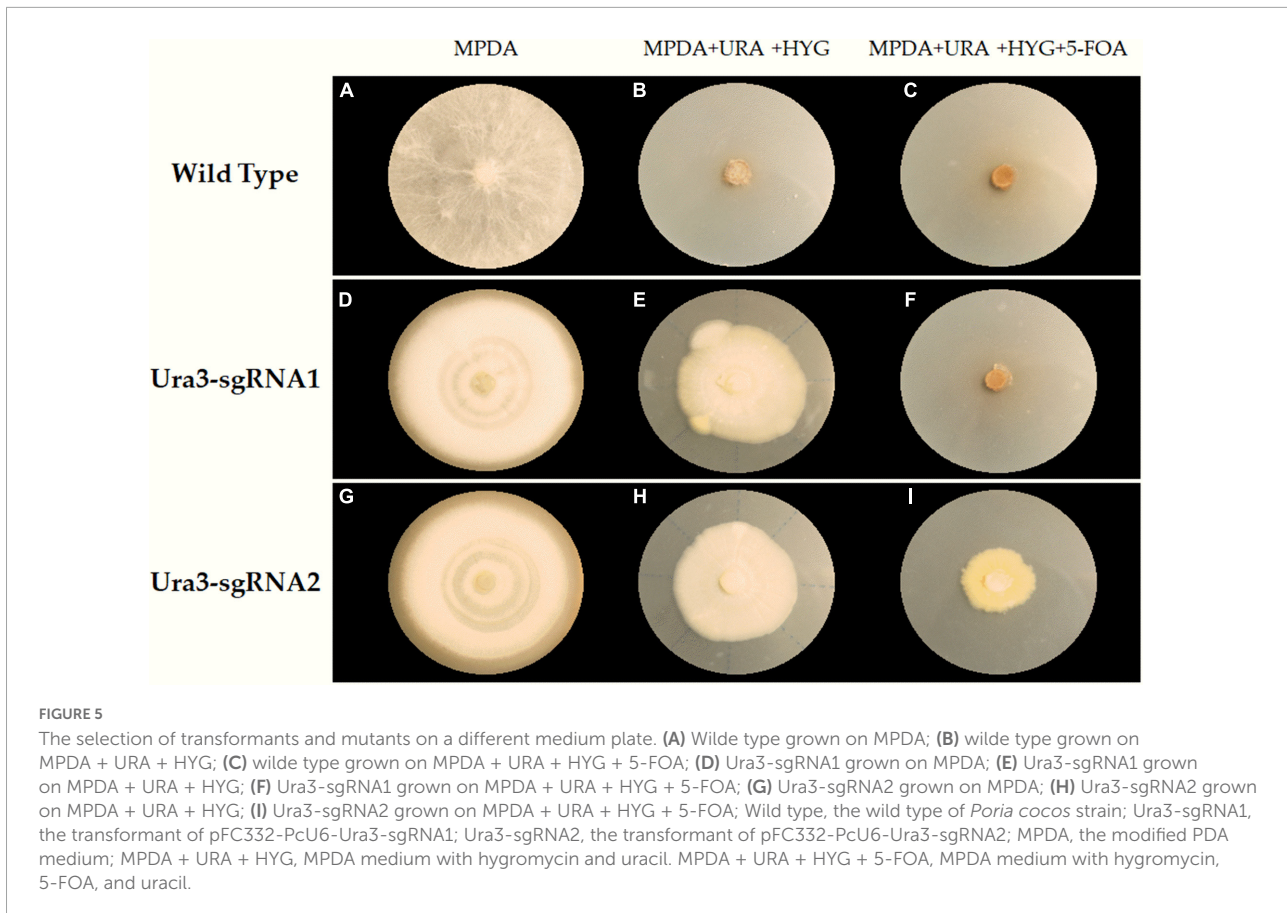 MPDA MPDA+URA +HYG MPDA+URA +HYG+5-FOA
A B C
Wild Type
D E F
Ura3-sgRNA1
G H I
Ura3-sgRNA2
FIGURE 5
The selection of transformants and mutants on a different medium plate. (A) Wilde type grown on MPDA; (B) wilde type grown on
MPDA + URA + HYG; (C) wilde type grown on MPDA + URA + HYG + 5-FOA; (D) Ura3-sgRNA1 grown on MPDA; (E) Ura3-sgRNA1 grown
on MPDA + URA + HYG; (F) Ura3-sgRNA1 grown on MPDA + URA + HYG + 5-FOA; (G) Ura3-sgRNA2 grown on MPDA; (H) Ura3-sgRNA2 grown
on MPDA + URA + HYG; (I) Ura3-sgRNA2 grown on MPDA + URA + HYG + 5-FOA; Wild type, the wild type of Poria cocos strain; Ura3-sgRNA1,
the transformant of pFC332-PcU6-Ura3-sgRNA1; Ura3-sgRNA2, the transformant of pFC332-PcU6-Ura3-sgRNA2; MPDA, the modified PDA
medium; MPDA + URA + HYG, MPDA medium with hygromycin and uracil. MPDA + URA + HYG + 5-FOA, MPDA medium with hygromycin,
5-FOA, and uracil.